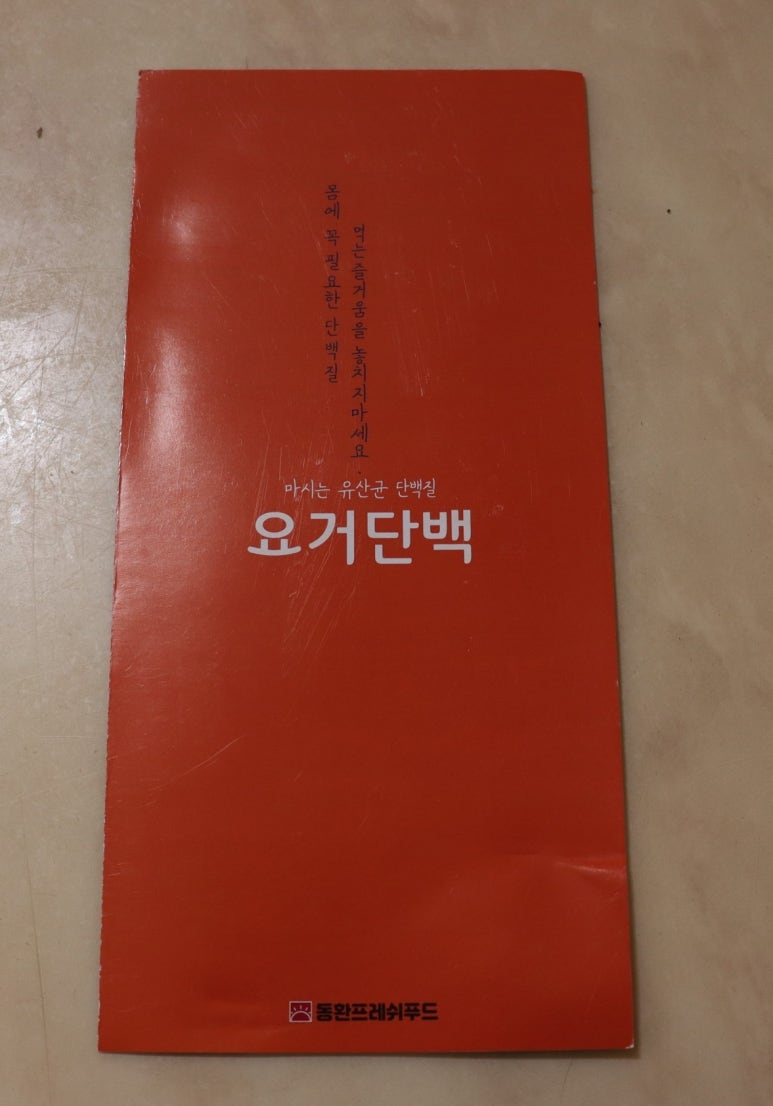 몸에 꼭 필요한 단백질
먹는즐거움을 놓치지마세요.
마시는 유산균 단백질
요거단백
동환프레쉬푸드